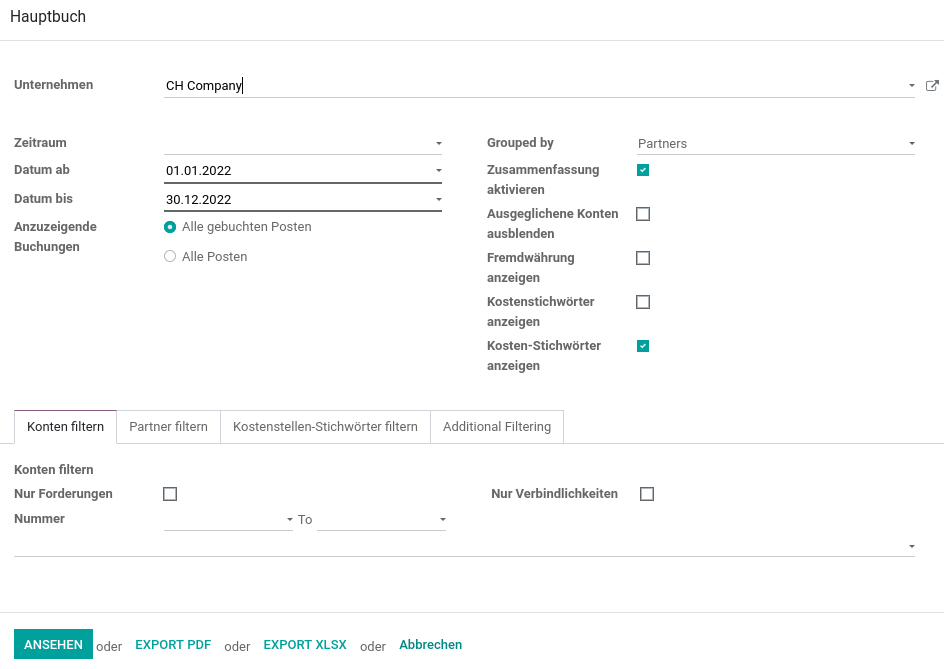 Hauptbuch
Unternehmen
CH Company
Zeitraum
Datum ab
01.01.2022
Datum bis
30.12.2022
Anzuzeigende
Buchungen
Alle gebuchten Posten
Alle Posten
Grouped by
Partners
Zusammenfassung
aktivieren
Ausgeglichene Konten
ausblenden
Fremdwährung
anzeigen
Kostenstichwörter
anzeigen
Kosten-Stichwörter
anzeigen
Konten filtern
Partner filtern
Kostenstellen-Stichwörter filtern
Additional Filtering
Konten filtern
Nur Forderungen
Nur Verbindlichkeiten
Nummer
To
ANSEHEN oder EXPORT PDF oder EXPORT XLSX oder Abbrechen